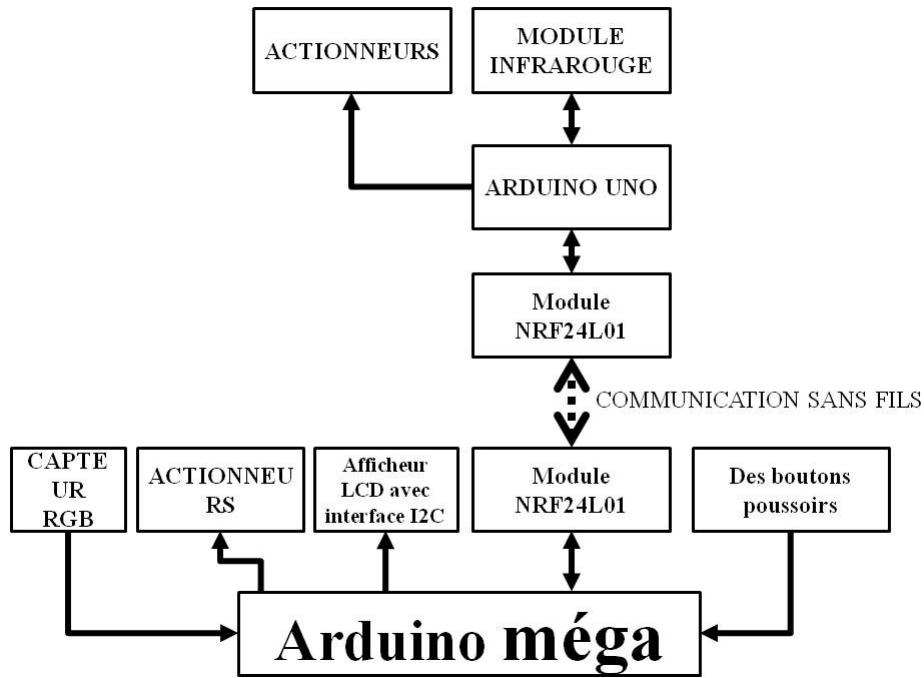 ACTIONNEURS
MODULE
INFRAROUGE
ARDUINO UNO
Module
NRF24L01
COMMUNICATION SANS FILS
CAPTE
UR
RGB
ACTIONNEU
RS
Afficheur
LCD avec
interface I2C
Module
NRF24L01
Des boutons
poussoirs
Arduino méga